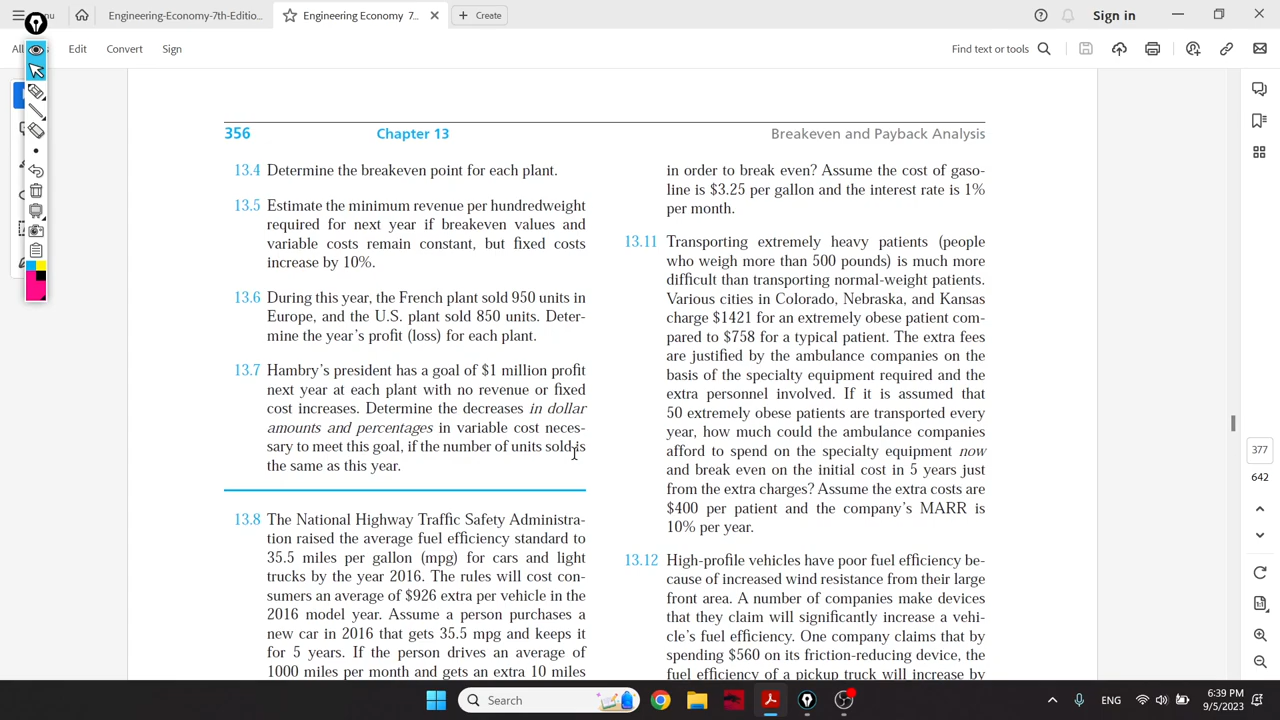 Menu
Engineering-Economy-7th-Editio...
Engineering Economy 7...
Create
Sign in
All
Edit
Convert
Sign
Find text or tools
356
Chapter 13
Breakeven and Payback Analysis
13.4 Determine the breakeven point for each plant.
13.5 Estimate the minimum revenue per hundredweight
required for next year if breakeven values and
variable costs remain constant, but fixed costs
increase by 10%.
13.6 During this year, the French plant sold 950 units in
Europe, and the U.S. plant sold 850 units. Deter-
mine the year's profit (loss) for each plant.
13.7 Hambry's president has a goal of $1 million profit
next year at each plant with no revenue or fixed
cost increases. Determine the decreases in dollar
amounts and percentages in variable cost neces-
sary to meet this goal, if the number of units sold is
the same as this year.
13.8 The National Highway Traffic Safety Administra-
tion raised the average fuel efficiency standard to
35.5 miles per gallon (mpg) for cars and light
trucks by the year 2016. The rules will cost con-
sumers an average of $926 extra per vehicle in the
2016 model year. Assume a person purchases a
new car in 2016 that gets 35.5 mpg and keeps it
for 5 years. If the person drives an average of
1000 miles per month and gets an extra 10 miles
in order to break even? Assume the cost of gaso-
line is $3.25 per gallon and the interest rate is 1%
per month.
13.11 Transporting extremely heavy patients (people
who weigh more than 500 pounds) is much more
difficult than transporting normal-weight patients.
Various cities in Colorado, Nebraska, and Kansas
charge $1421 for an extremely obese patient com-
pared to $758 for a typical patient. The extra fees
are justified by the ambulance companies on the
basis of the specialty equipment required and the
extra personnel involved. If it is assumed that
50 extremely obese patients are transported every
year, how much could the ambulance companies
afford to spend on the specialty equipment now
and break even on the initial cost in 5 years just
from the extra charges? Assume the extra costs are
$400 per patient and the company's MARR is
10% per year.
13.12 High-profile vehicles have poor fuel efficiency be-
cause of increased wind resistance from their large
front area. A number of companies make devices
that they claim will significantly increase a vehi-
cle's fuel efficiency. One company claims that by
spending $560 on its friction-reducing device, the
fuel efficiency of a pickup truck will increase by
377
642
Search
ENG
6:39 PM
9/5/2023